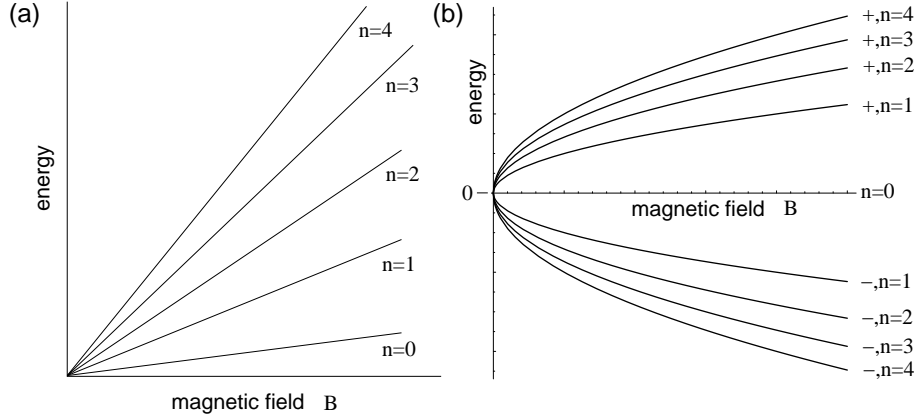 (a)
energy
n=4
n=3
n=2
n=1
n=0
magnetic field B
(b)
energy
+,n=4
+,n=3
+,n=2
+,n=1
0
n=0
magnetic field B
−,n=1
−,n=2
−,n=3
−,n=4